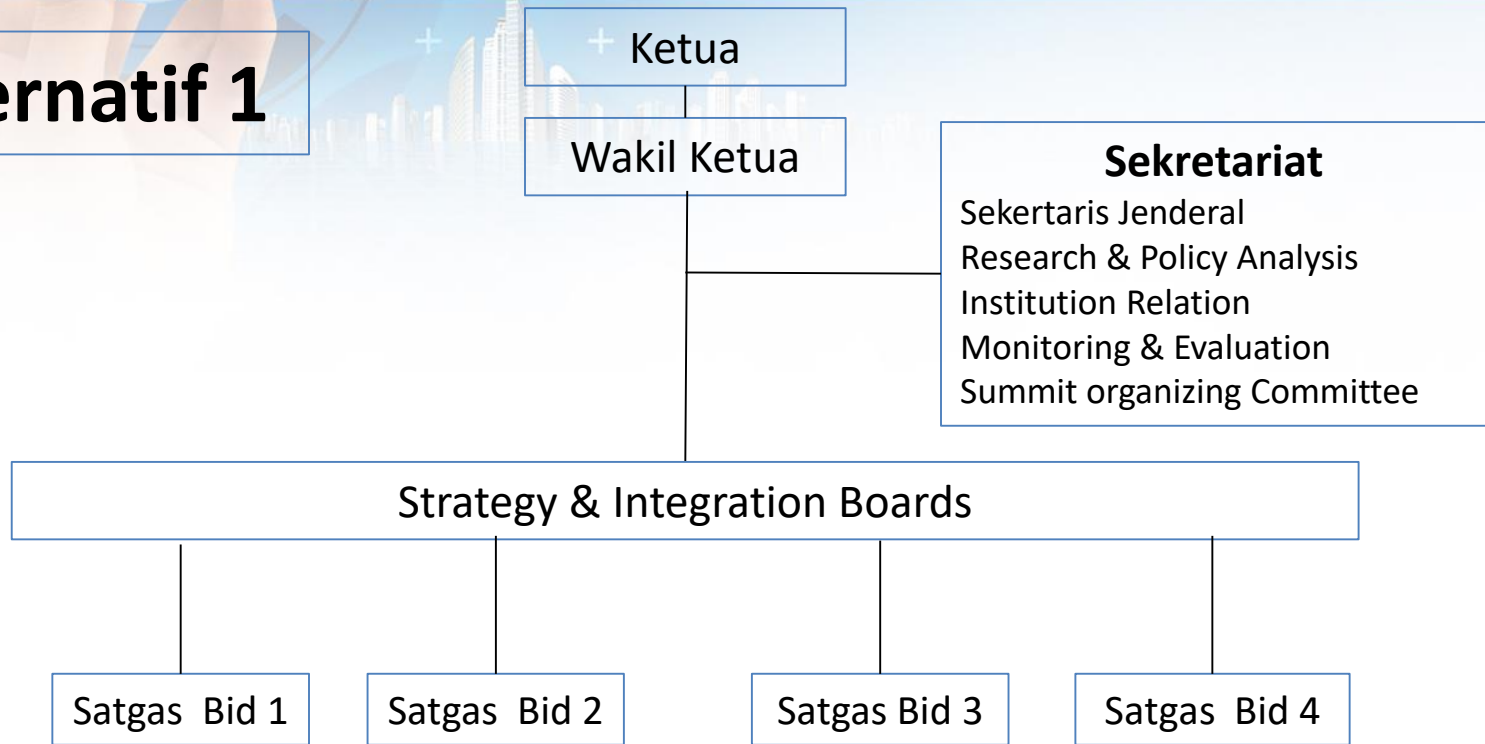 ernatif 1
Ketua
Wakil Ketua
Sekretariat
Sekertaris Jenderal
Research & Policy Analysis
Institution Relation
Monitoring & Evaluation
Summit organizing Committee
Strategy & Integration Boards
Satgas Bid 1
Satgas Bid 2
Satgas Bid 3
Satgas Bid 4